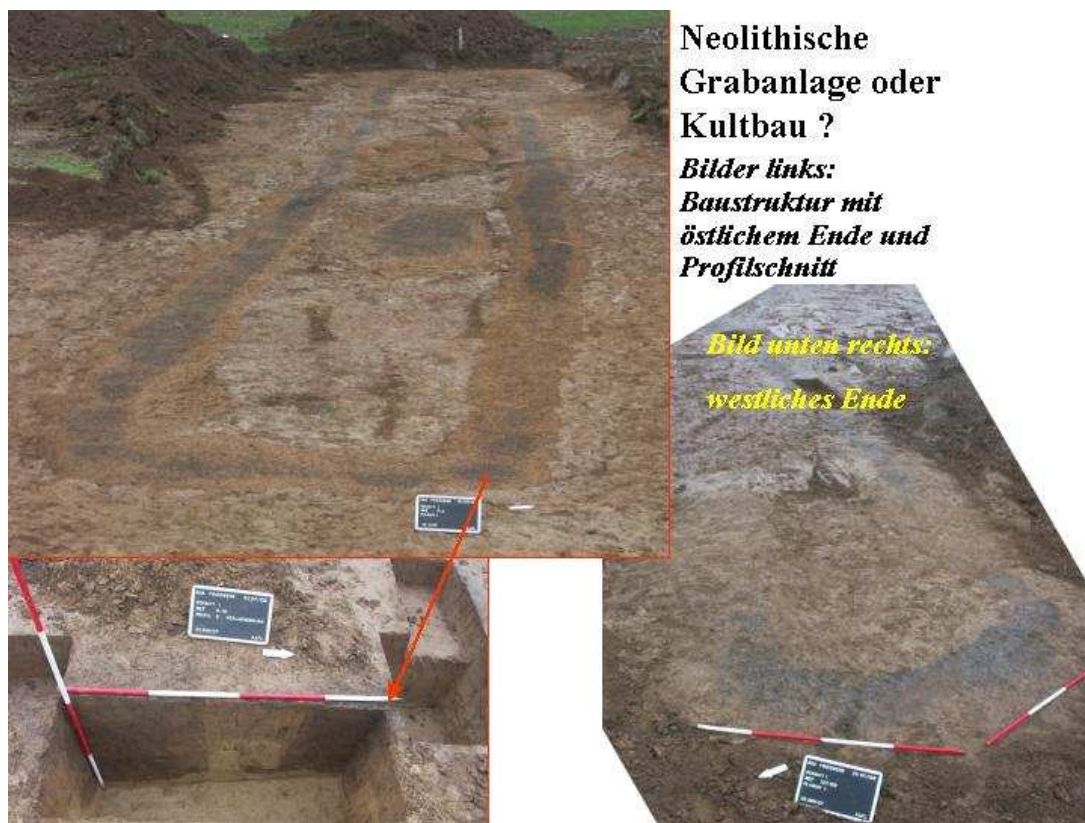 Neolithische
Grabanlage oder
Kultbau ?
Bilder links:
Baustruktur mit
östlichem Ende und
Profilschnitt
Bild unten rechts:
westliches Ende